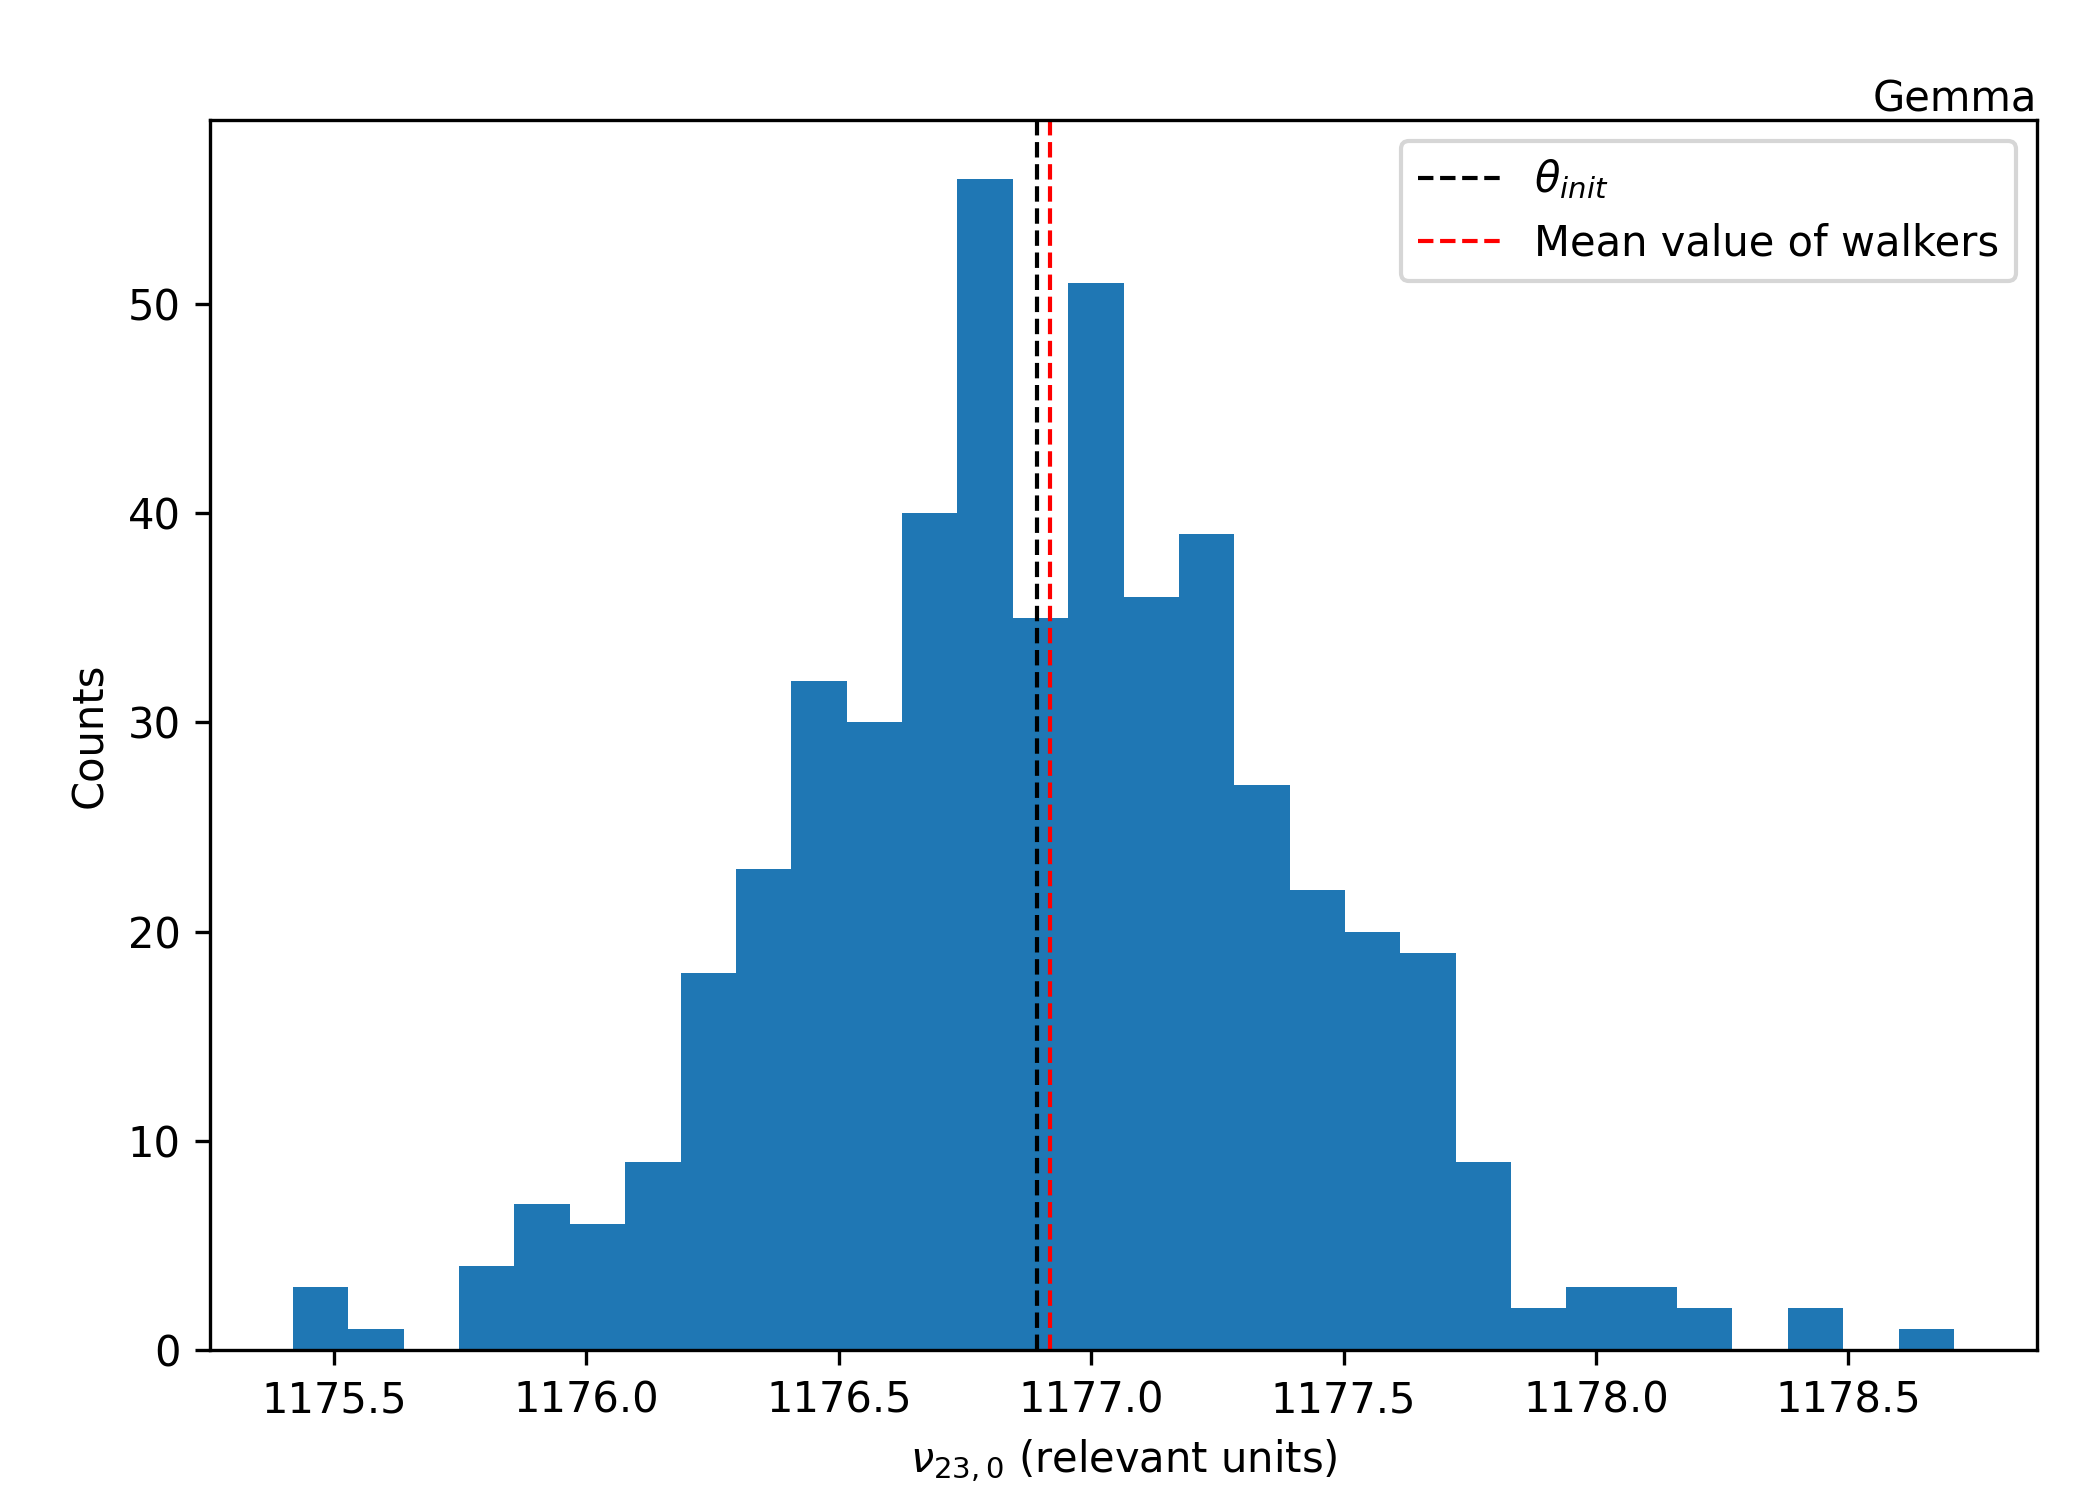 Gemma
θinit
Mean value of walkers
50
40
30
20
10
0
Counts
1175.5 1176.0 1176.5 1177.0 1177.5 1178.0 1178.5
ν23, 0 (relevant units)